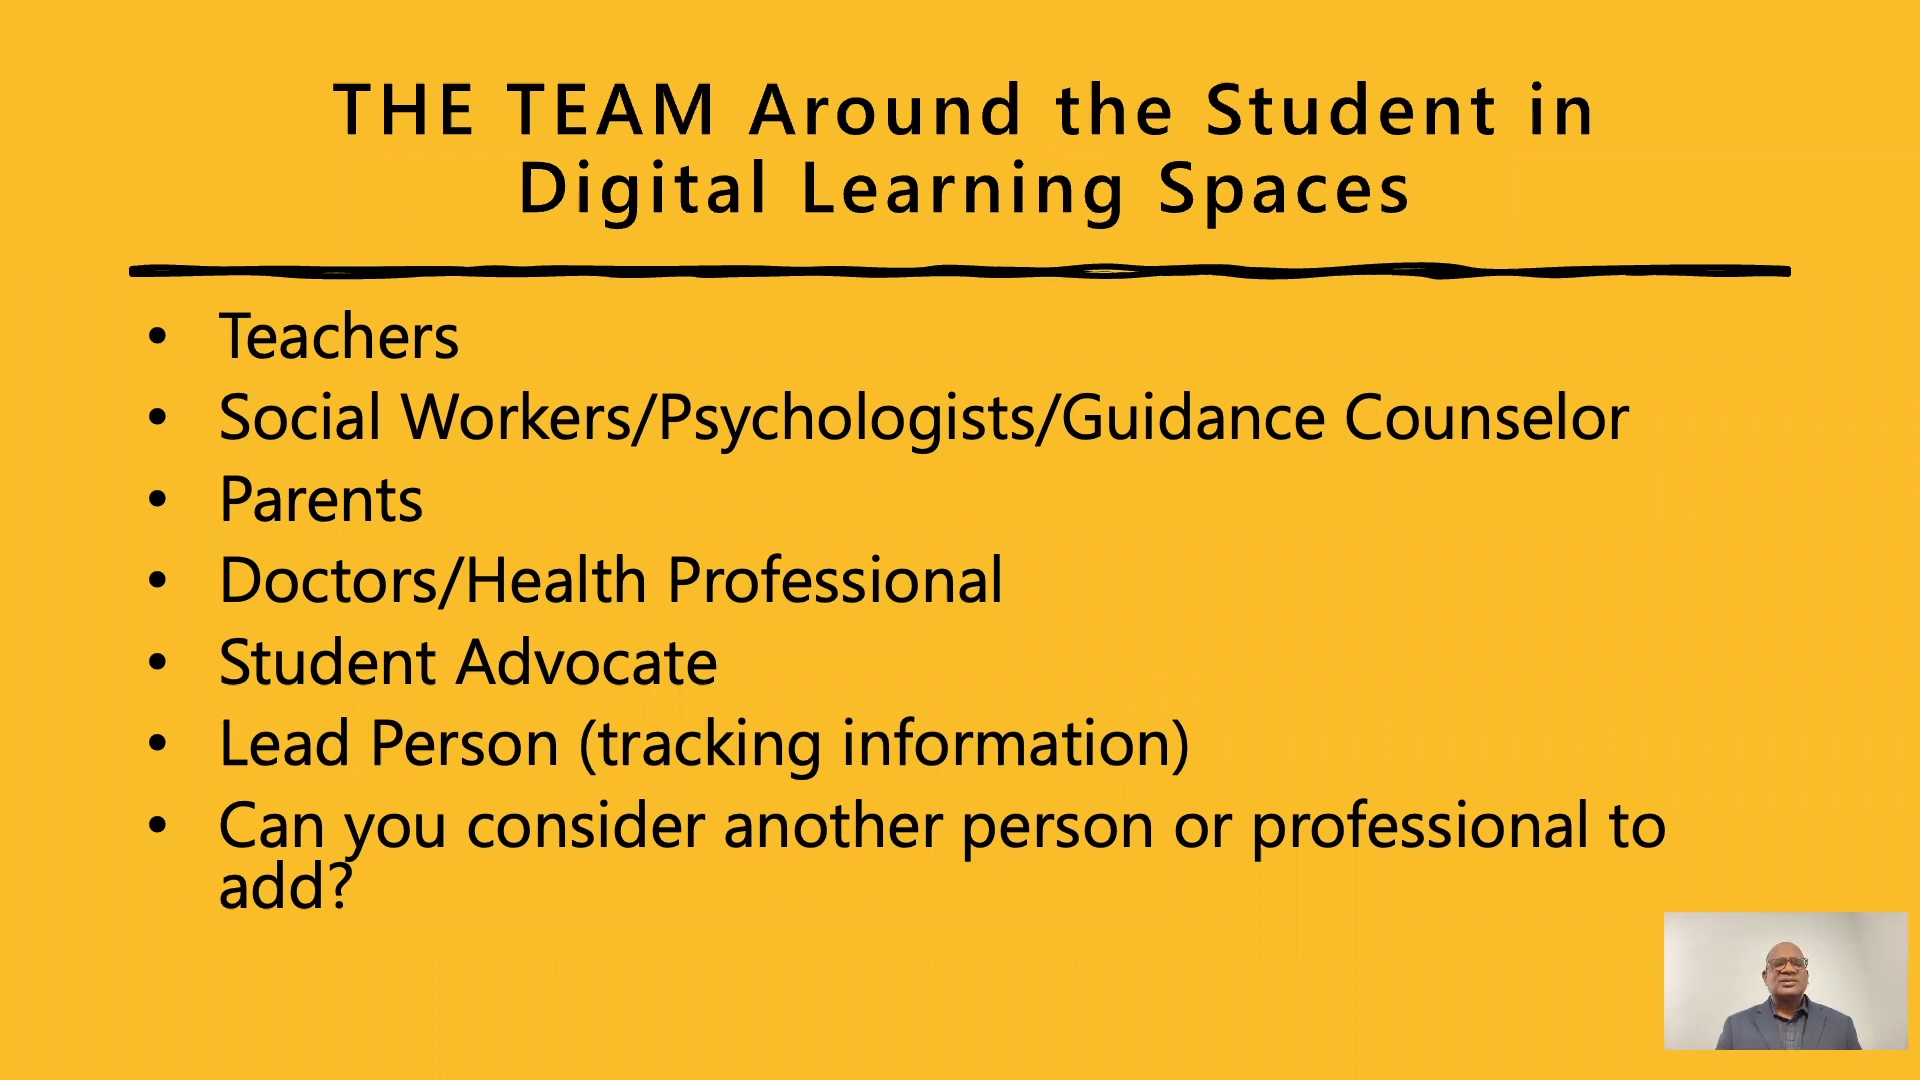 THE TEAM Around the Student in
Digital Learning Spaces
• Teachers
• Social Workers/Psychologists/Guidance Counselor
• Parents
• Doctors/Health Professional
• Student Advocate
• Lead Person (tracking information)
• Can you consider another person or professional to
add?